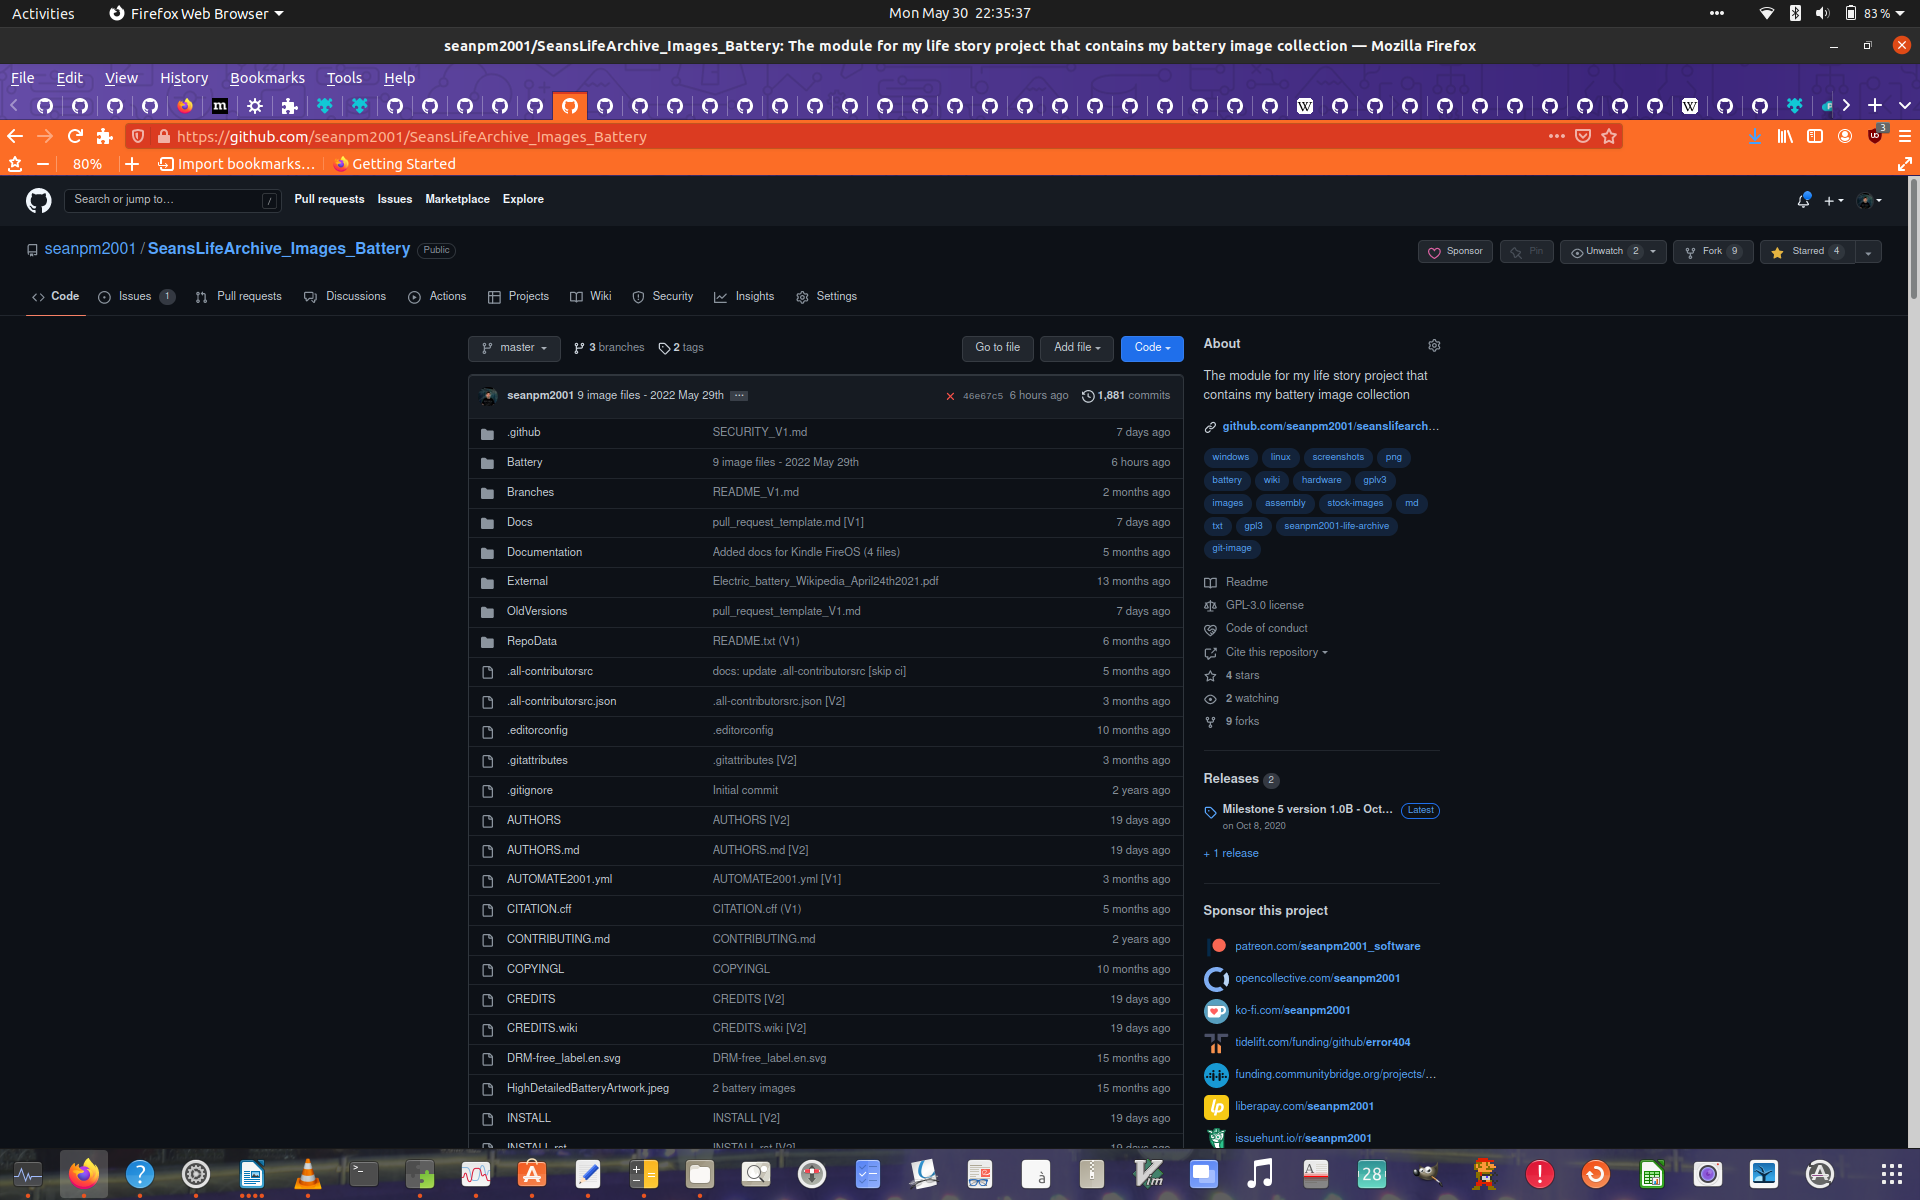 Activities
Firefox Web Browser
Mon May 30 22:35:37
83 %
seanpm2001/SeansLifeArchive_Images_Battery: The module for my life story project that contains my battery image collection — Mozilla Firefox
File Edit View History Bookmarks Tools Help
https://github.com/seanpm2001/SeansLifeArchive_Images_Battery
3
80%
Import bookmarks…
Getting Started
Search or jump to…
/
Pull requests Issues Marketplace Explore
seanpm2001 / SeansLifeArchive_Images_Battery Public
Sponsor
Pin
Unwatch 2
Fork 9
Starred 4
Code
Issues 1
Pull requests
Discussions
Actions
Projects
Wiki
Security
Insights
Settings
master
3 branches
2 tags
Go to file
Add file
Code
seanpm2001 9 image files - 2022 May 29th
46e67c5 6 hours ago
1,881 commits
.github SECURITY_V1.md 7 days ago
Battery 9 image files - 2022 May 29th 6 hours ago
Branches README_V1.md 2 months ago
Docs pull_request_template.md [V1] 7 days ago
Documentation Added docs for Kindle FireOS (4 files) 5 months ago
External Electric_battery_Wikipedia_April24th2021.pdf 13 months ago
OldVersions pull_request_template_V1.md 7 days ago
RepoData README.txt (V1) 6 months ago
.all-contributorsrc docs: update .all-contributorsrc [skip ci] 5 months ago
.all-contributorsrc.json .all-contributorsrc.json [V2] 3 months ago
.editorconfig .editorconfig 10 months ago
.gitattributes .gitattributes [V2] 3 months ago
.gitignore Initial commit 2 years ago
AUTHORS AUTHORS [V2] 19 days ago
AUTHORS.md AUTHORS.md [V2] 19 days ago
AUTOMATE2001.yml AUTOMATE2001.yml [V1] 3 months ago
CITATION.cff CITATION.cff (V1) 5 months ago
CONTRIBUTING.md CONTRIBUTING.md 2 years ago
COPYINGL COPYINGL 10 months ago
CREDITS CREDITS [V2] 19 days ago
CREDITS.wiki CREDITS.wiki [V2] 19 days ago
DRM-free_label.en.svg DRM-free_label.en.svg 15 months ago
HighDetailedBatteryArtwork.jpeg 2 battery images 15 months ago
INSTALL INSTALL [V2] 19 days ago
INSTALL.rst INSTALL.rst [V2] 19 days ago
About
The module for my life story project that
contains my battery image collection
github.com/seanpm2001/seanslifearch…
windows linux screenshots png
battery wiki hardware gplv3
images assembly stock-images md
txt gpl3 seanpm2001-life-archive
git-image
Readme
GPL-3.0 license
Code of conduct
Cite this repository
4 stars
2 watching
9 forks
Releases 2
Milestone 5 version 1.0B - Oct… Latest
on Oct 8, 2020
+ 1 release
Sponsor this project
patreon.com/seanpm2001_software
opencollective.com/seanpm2001
ko-fi.com/seanpm2001
tidelift.com/funding/github/error404
funding.communitybridge.org/projects/…
liberapay.com/seanpm2001
issuehunt.io/r/seanpm2001
28